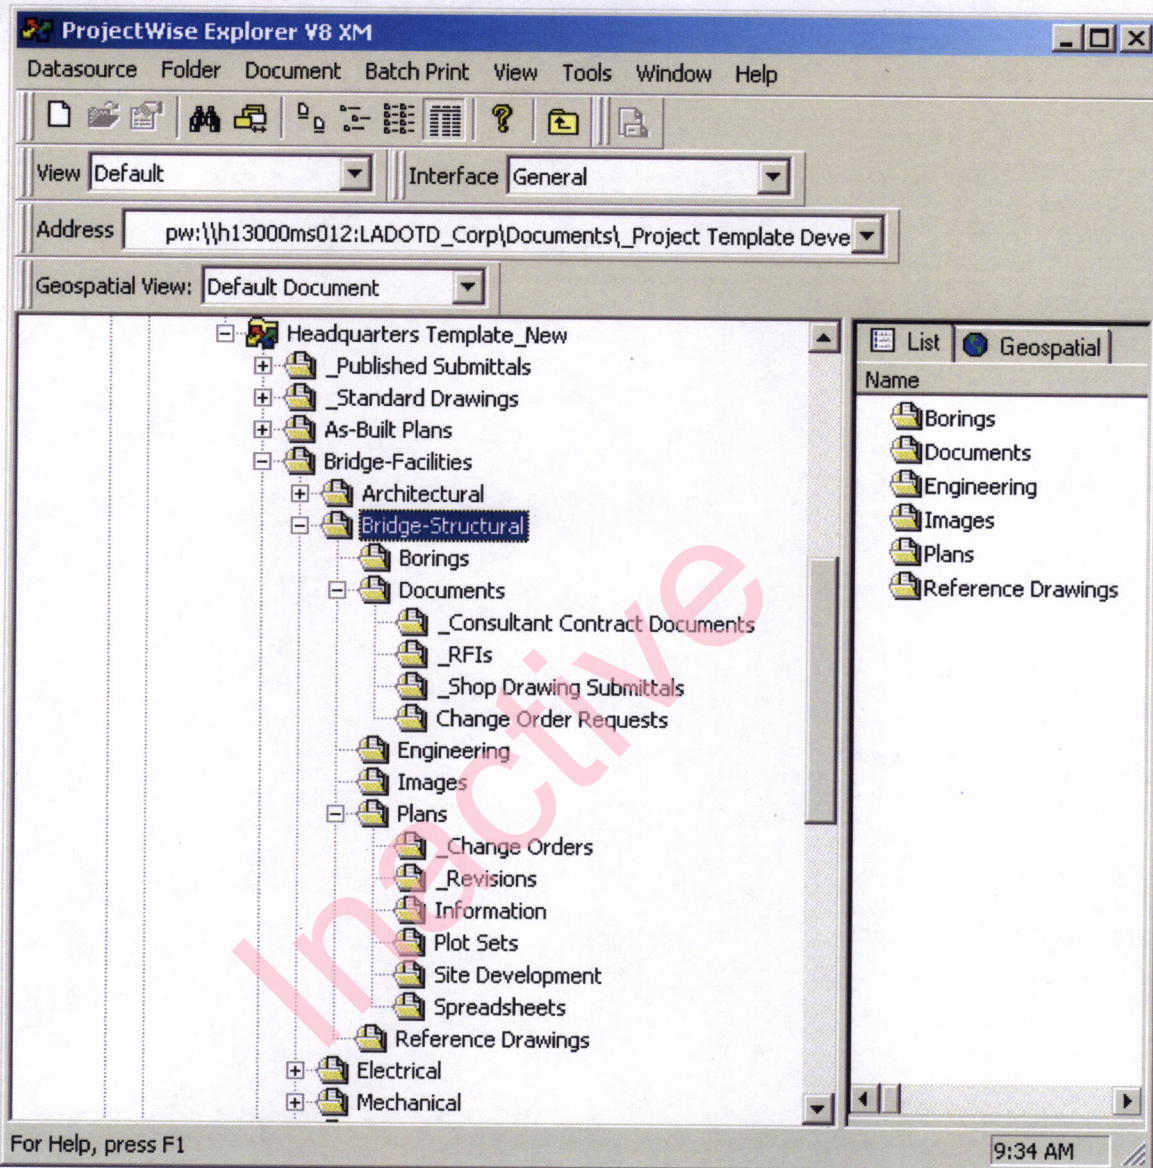 ProjectWise Explorer V8 XM
Datasource Folder Document Batch Print View Tools Window Help
View Default Interface General
Address pw:\\h13000ms012:LADOTD_Corp\Documents\_Project Template Deve
Geospatial View: Default Document
Headquarters Template_New
_Published Submittals
_Standard Drawings
As-Built Plans
Bridge-Facilities
Architectural
Bridge-Structural
Borings
Documents
_Consultant Contract Documents
_RFIs
_Shop Drawing Submittals
Change Order Requests
Engineering
Images
Plans
_Change Orders
_Revisions
Information
Plot Sets
Site Development
Spreadsheets
Reference Drawings
Electrical
Mechanical
List Geospatial
Name
Borings
Documents
Engineering
Images
Plans
Reference Drawings
Inactive
For Help, press F1
9:34 AM